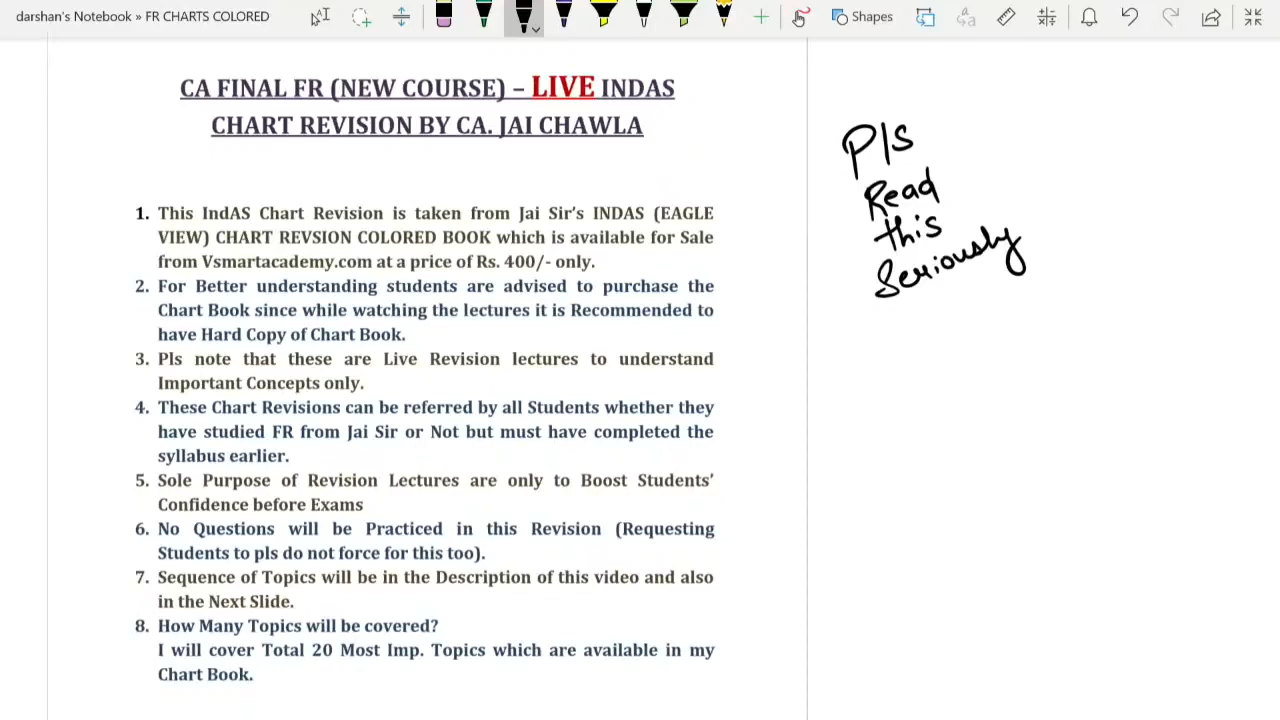 darshan's Notebook » FR CHARTS COLORED
Shapes
CA FINAL FR (NEW COURSE) – LIVE INDAS
CHART REVISION BY CA. JAI CHAWLA
Pls
Read
this
Seriously
1. This IndAS Chart Revision is taken from Jai Sir's INDAS (EAGLE
VIEW) CHART REVSION COLORED BOOK which is available for Sale
from Vsmartacademy.com at a price of Rs. 400/- only.
2. For Better understanding students are advised to purchase the
Chart Book since while watching the lectures it is Recommended to
have Hard Copy of Chart Book.
3. Pls note that these are Live Revision lectures to understand
Important Concepts only.
4. These Chart Revisions can be referred by all Students whether they
have studied FR from Jai Sir or Not but must have completed the
syllabus earlier.
5. Sole Purpose of Revision Lectures are only to Boost Students'
Confidence before Exams
6. No Questions will be Practiced in this Revision (Requesting
Students to pls do not force for this too).
7. Sequence of Topics will be in the Description of this video and also
in the Next Slide.
8. How Many Topics will be covered?
I will cover Total 20 Most Imp. Topics which are available in my
Chart Book.